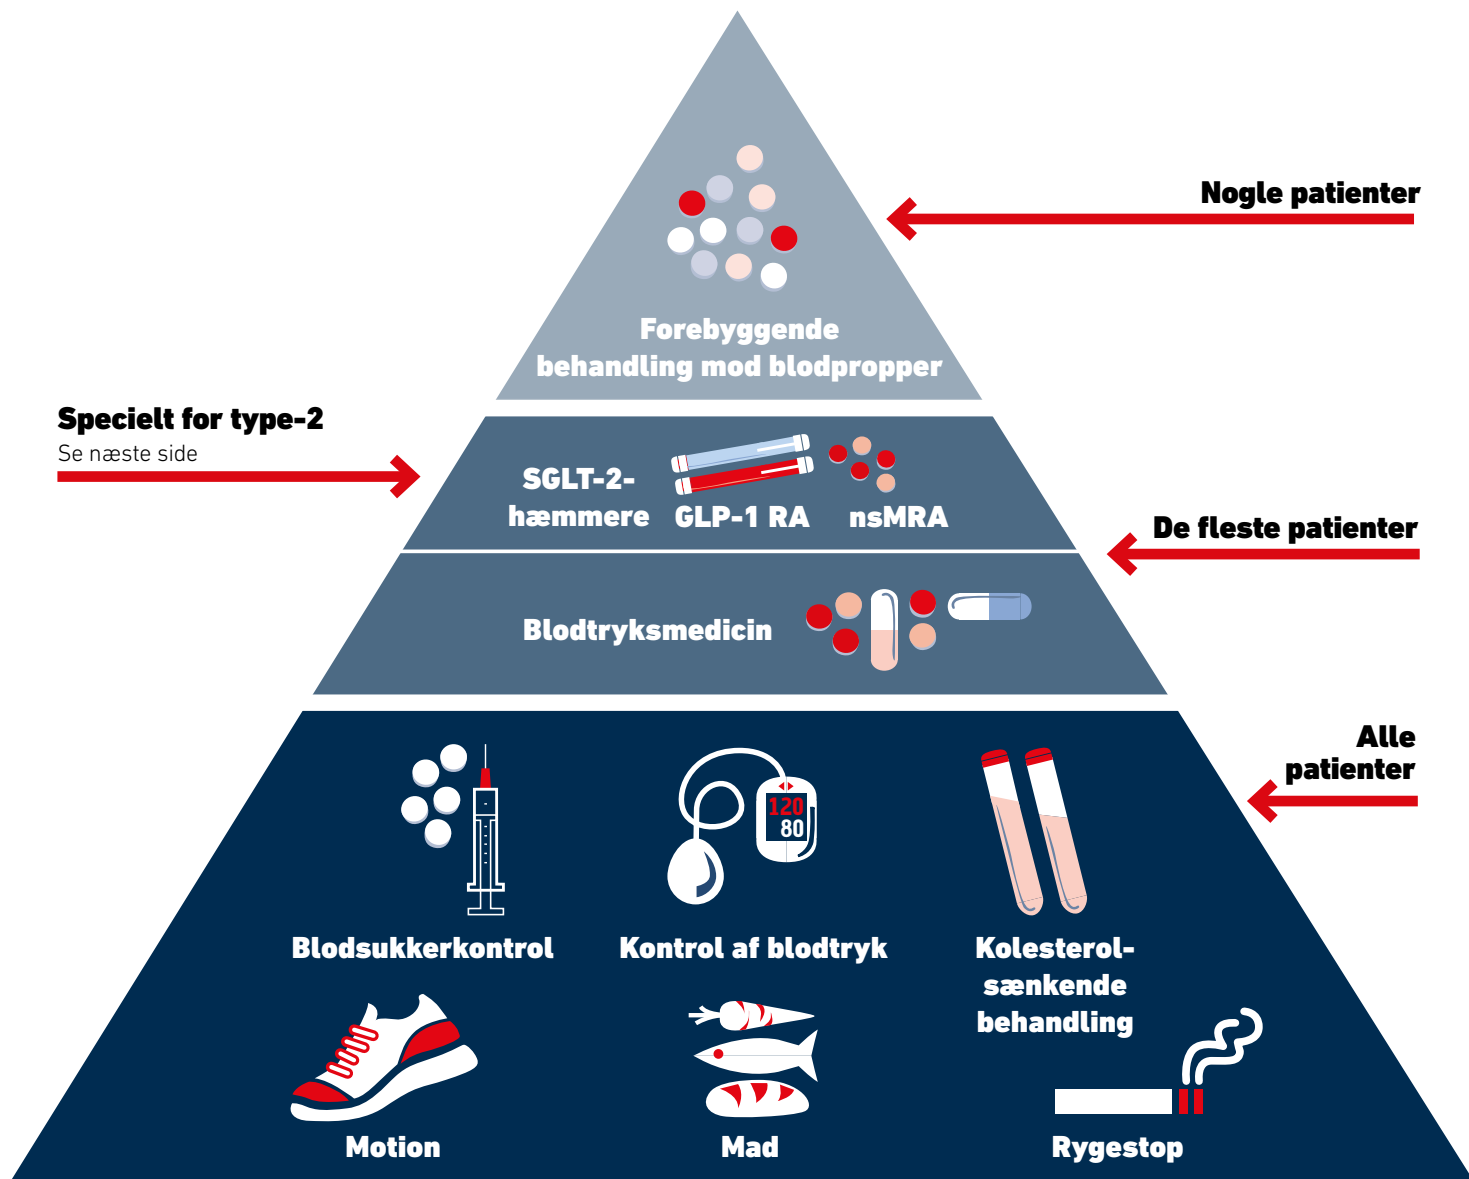 Nogle patienter
Forebyggende
behandling mod blodpropper
Specielt for type-2
Se næste side
SGLT-2-
hæmmere
GLP-1 RA
nsMRA
De fleste patienter
Blodtryksmedicin
Alle
patienter
120
80
Blodsukkerkontrol
Kontrol af blodtryk
Kolesterol-
sænkende
behandling
Motion
Mad
Rygestop